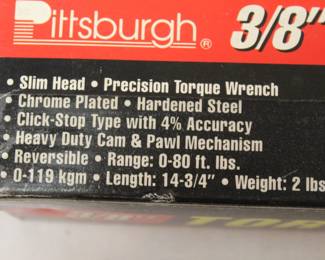 Pittsburgh® 3/8"
• Slim Head • Precision Torque Wrench
• Chrome Plated • Hardened Steel
• Click-Stop Type with 4% Accuracy
• Heavy Duty Cam & Pawl Mechanism
• Reversible • Range: 0-80 ft. lbs.
• 0-119 kgm • Length: 14-3/4" • Weight: 2 lbs